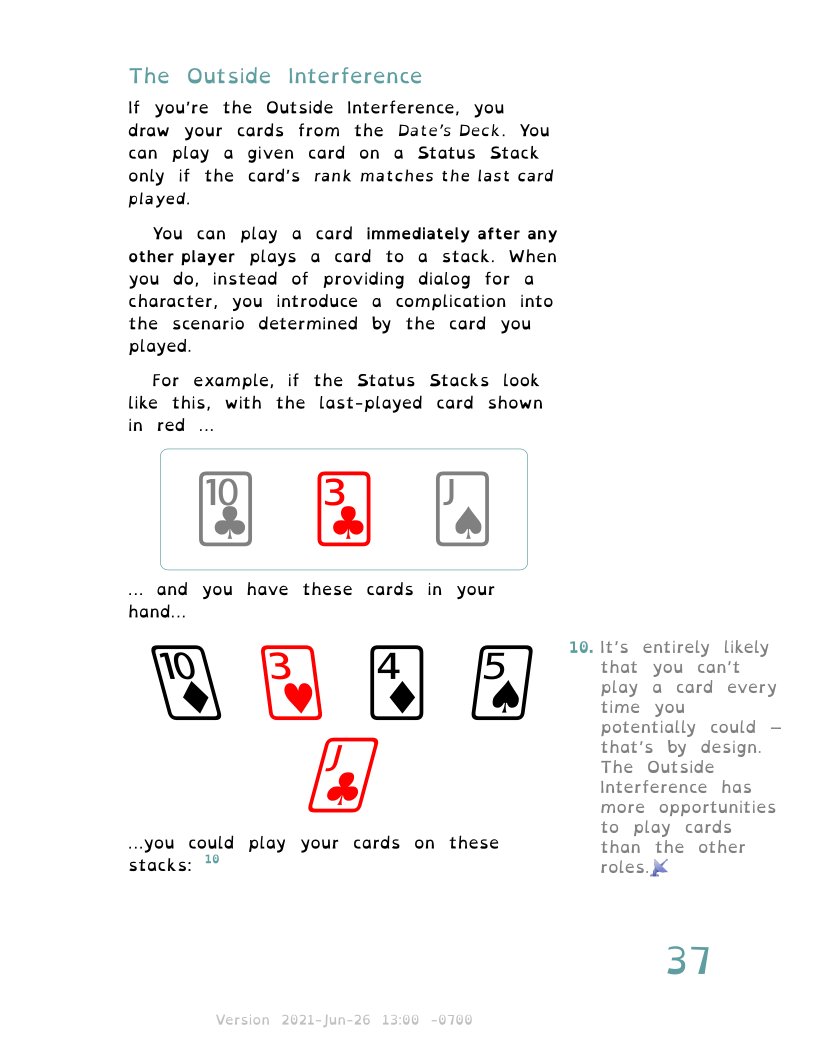 The Outside Interference
If you're the Outside Interference, you
draw your cards from the Date's Deck. You
can play a given card on a Status Stack
only if the card's rank matches the last card
played.
You can play a card immediately after any
other player plays a card to a stack. When
you do, instead of providing dialog for a
character, you introduce a complication into
the scenario determined by the card you
played.
For example, if the Status Stacks look
like this, with the last-played card shown
in red ...
10 3 J
... and you have these cards in your
hand...
10 3 4 5
J
...you could play your cards on these
stacks: 10
10. It's entirely likely
that you can't
play a card every
time you
potentially could –
that's by design.
The Outside
Interference has
more opportunities
to play cards
than the other
roles.
37
Version 2021-Jun-26 13:00 -0700